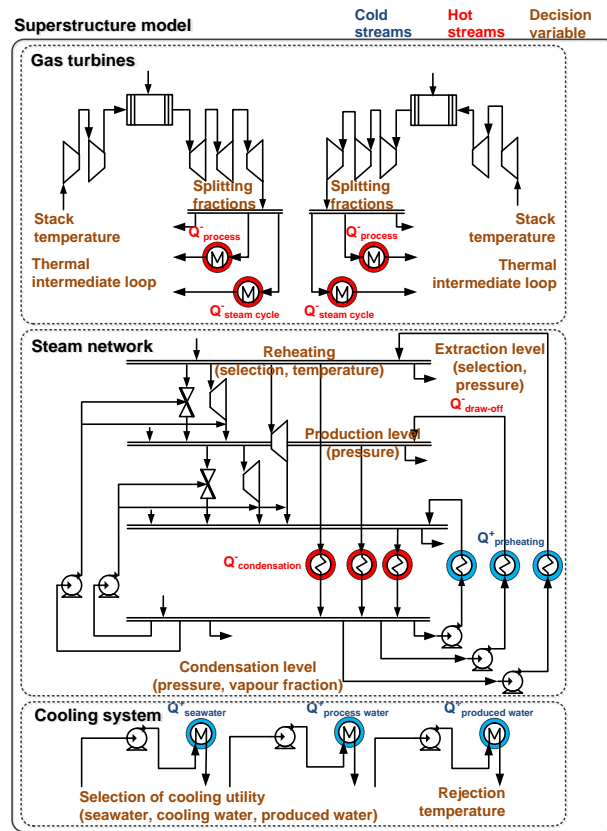 Superstructure model
Cold streams
Hot streams
Decision variable
Gas turbines
Splitting fractions
Splitting fractions
Stack temperature
Stack temperature
Q-process
Q-process
Thermal intermediate loop
Thermal intermediate loop
Q-steam cycle
Q-steam cycle
Steam network
Reheating
(selection, temperature)
Extraction level
(selection, pressure)
Q-draw-off
Production level
(pressure)
Q+preheating
Q-condensation
Condensation level
(pressure, vapour fraction)
Cooling system
Q+seawater
Q+process water
Q+produced water
Selection of cooling utility
(seawater, cooling water, produced water)
Rejection temperature